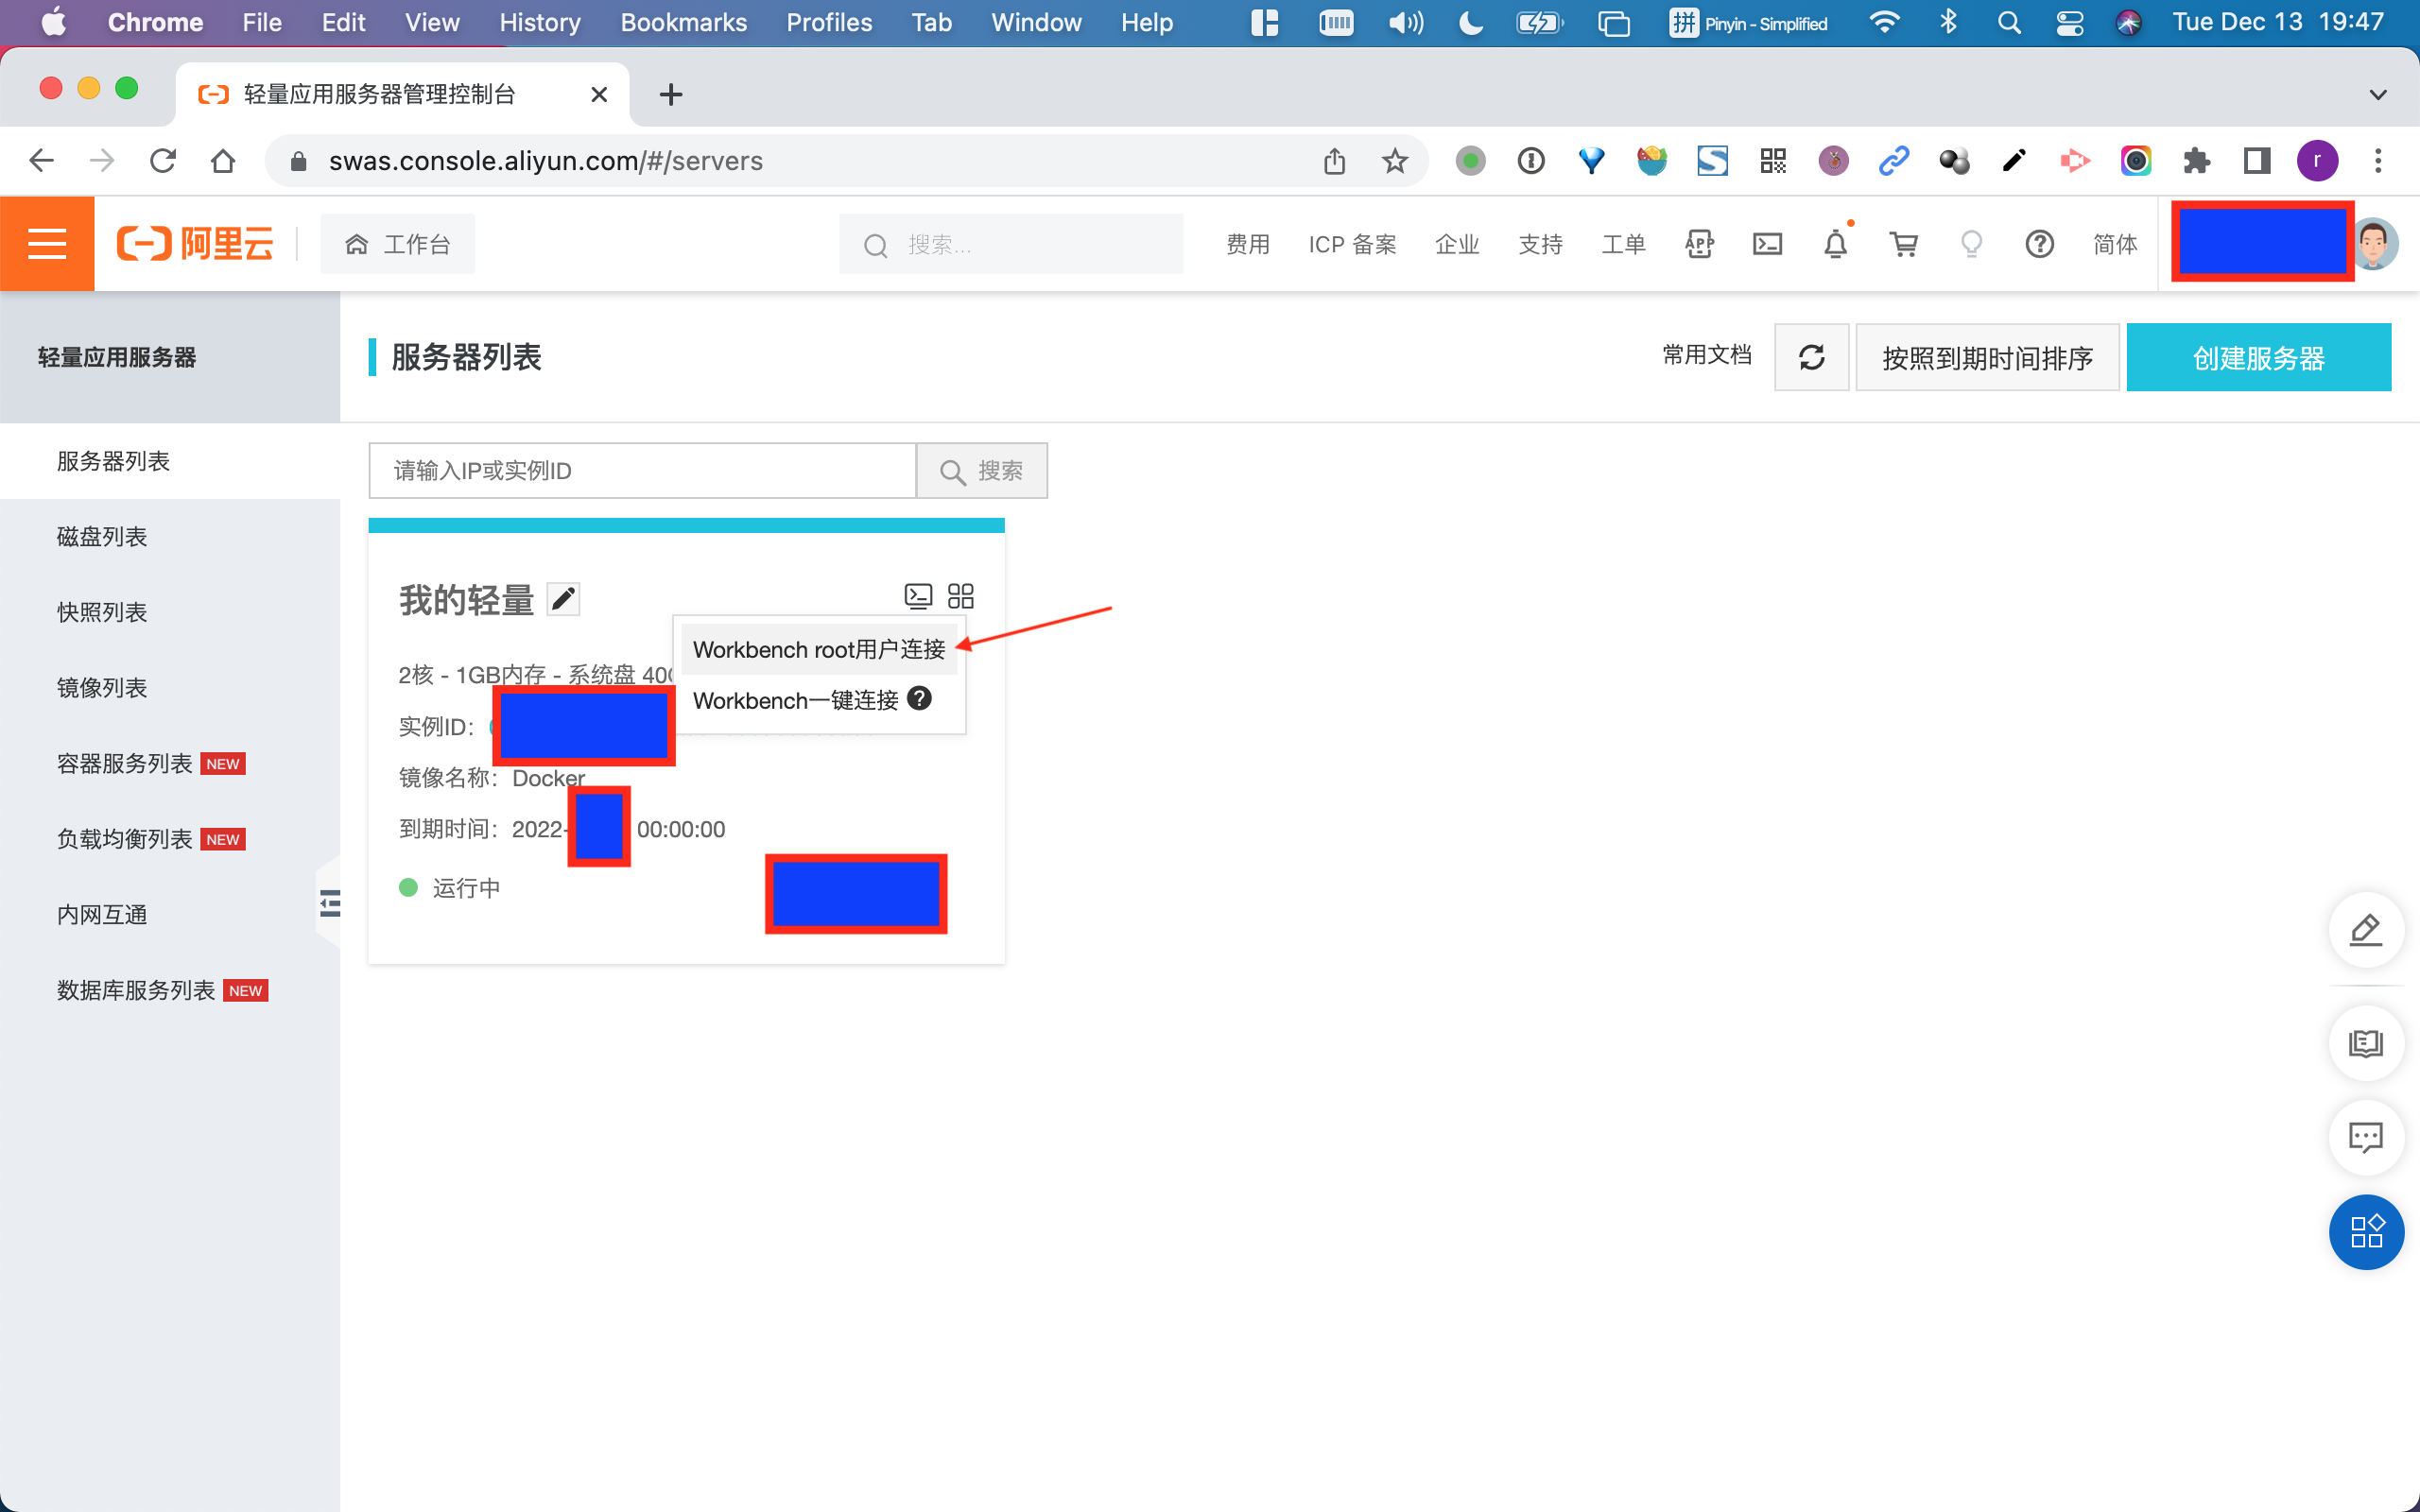 Chrome File Edit View History Bookmarks Profiles Tab Window Help 拼 Pinyin - Simplified Tue Dec 13 19:47
轻量应用服务器管理控制台
swas.console.aliyun.com/#/servers r
阿里云 工作台 搜索... 费用 ICP 备案 企业 支持 工单 APP 简体
轻量应用服务器
服务器列表
磁盘列表
快照列表
镜像列表
容器服务列表 NEW
负载均衡列表 NEW
内网互通
数据库服务列表 NEW
服务器列表 常用文档 按照到期时间排序 创建服务器
请输入IP或实例ID 搜索
我的轻量
Workbench root用户连接
Workbench一键连接
2核 - 1GB内存 - 系统盘 40
实例ID：
镜像名称：Docker
到期时间：2022- 00:00:00
运行中